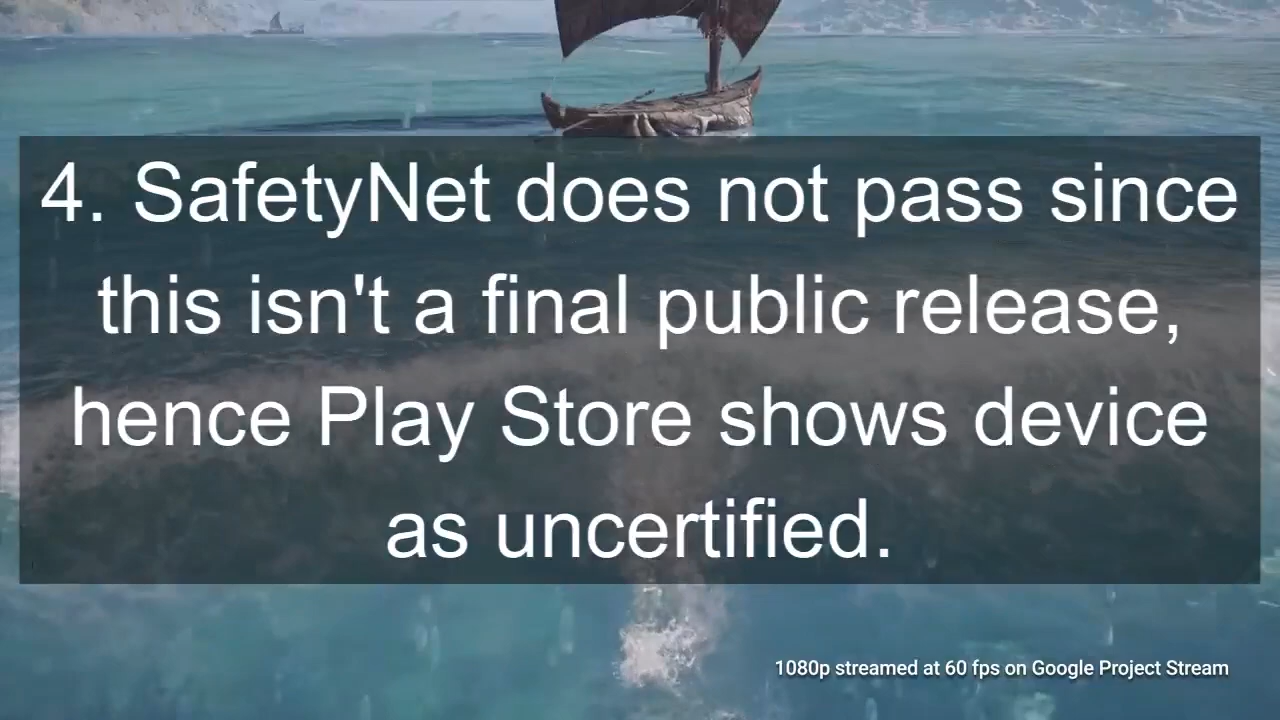 4. SafetyNet does not pass since
this isn't a final public release,
hence Play Store shows device
as uncertified.
1080p streamed at 60 fps on Google Project Stream